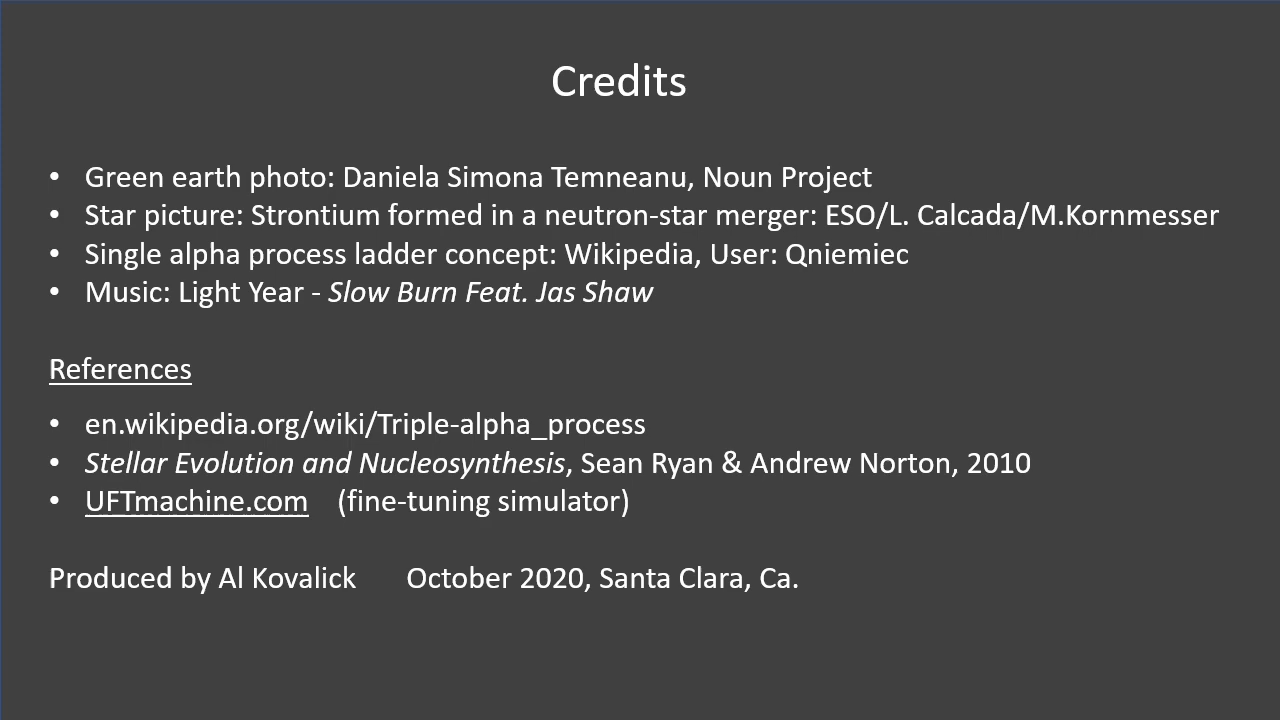 Credits
• Green earth photo: Daniela Simona Temneanu, Noun Project
• Star picture: Strontium formed in a neutron-star merger: ESO/L. Calcada/M.Kornmesser
• Single alpha process ladder concept: Wikipedia, User: Qniemiec
• Music: Light Year - Slow Burn Feat. Jas Shaw
References
• en.wikipedia.org/wiki/Triple-alpha_process
• Stellar Evolution and Nucleosynthesis, Sean Ryan & Andrew Norton, 2010
• UFTmachine.com (fine-tuning simulator)
Produced by Al Kovalick October 2020, Santa Clara, Ca.